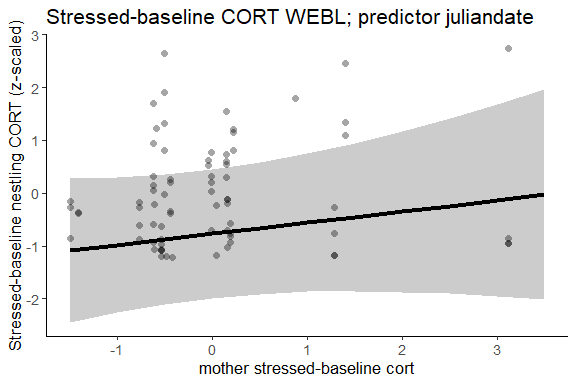 Stressed-baseline CORT WEBL; predictor juliandate
Stressed-baseline nestling CORT (z-scaled)
3
2
1
0
-1
-2
-1 0 1 2 3
mother stressed-baseline cort